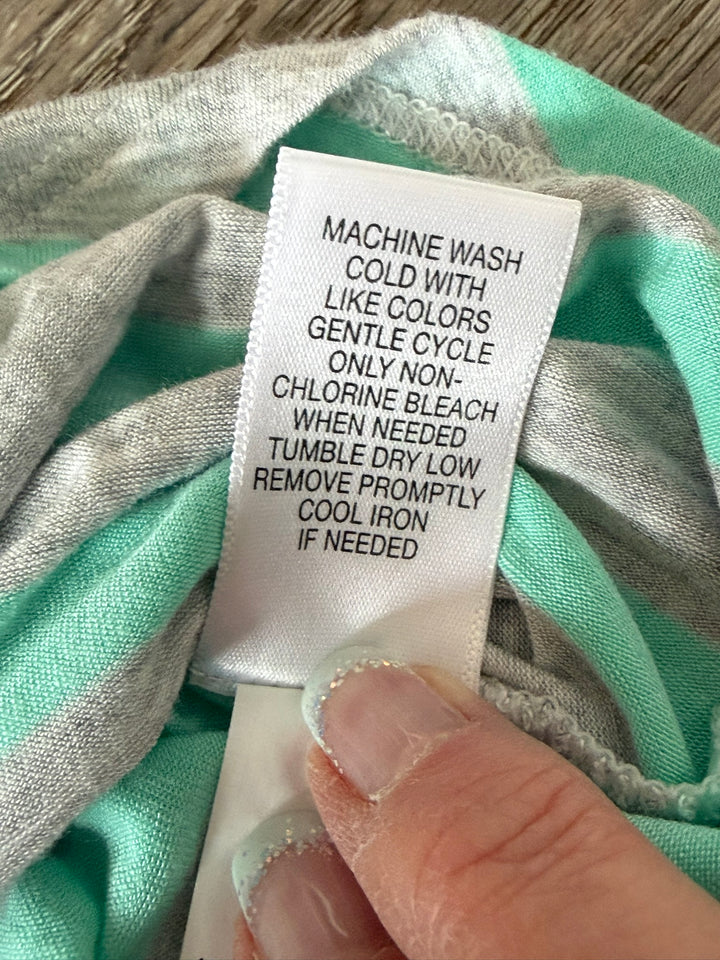 MACHINE WASH
COLD WITH
LIKE COLORS
GENTLE CYCLE
ONLY NON-
CHLORINE BLEACH
WHEN NEEDED
TUMBLE DRY LOW
REMOVE PROMPTLY
COOL IRON
IF NEEDED